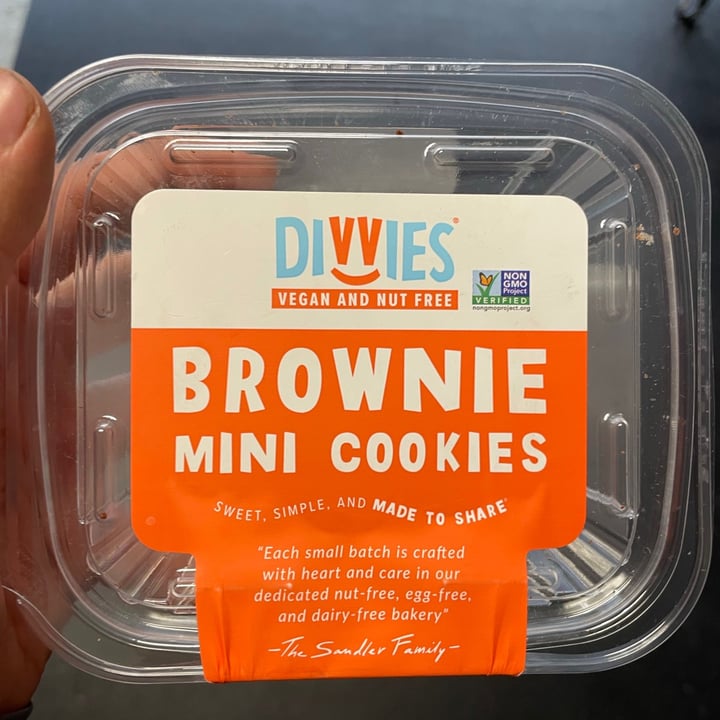 DIVVIES
VEGAN AND NUT FREE
NON
GMO
Project
VERIFIED
nongmoproject.org
BROWNIE
MINI COOKIES
SWEET, SIMPLE, AND MADE TO SHARE®
“Each small batch is crafted
with heart and care in our
dedicated nut-free, egg-free,
and dairy-free bakery”
-The Sandler Family-